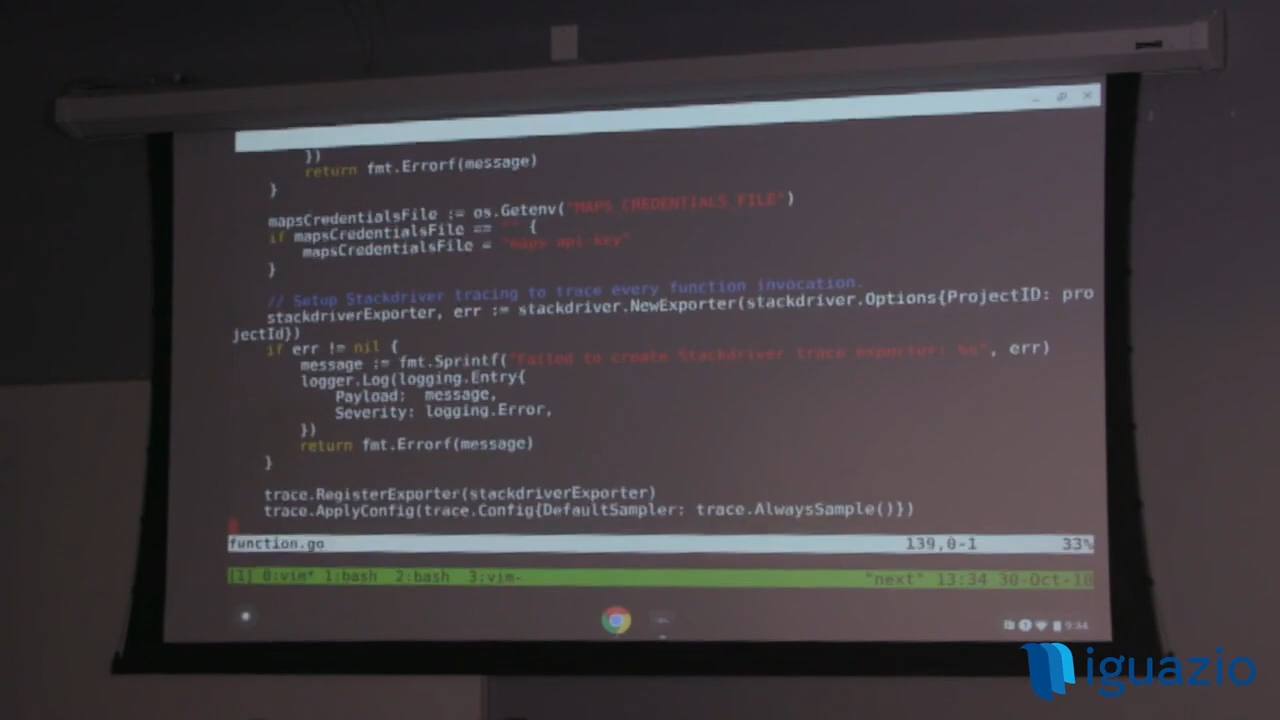 })
return fmt.Errorf(message)
}
mapsCredentialsFile := os.Getenv("MAPS_CREDENTIALS_FILE")
if mapsCredentialsFile == "" {
mapsCredentialsFile = "maps api key"
}
// Setup Stackdriver tracing to trace every function invocation.
stackdriverExporter, err := stackdriver.NewExporter(stackdriver.Options{ProjectID: pro
jectId})
if err != nil {
message := fmt.Sprintf("Failed to create Stackdriver trace exporter: %s", err)
logger.Log(logging.Entry{
Payload: message,
Severity: logging.Error,
})
return fmt.Errorf(message)
}
trace.RegisterExporter(stackdriverExporter)
trace.ApplyConfig(trace.Config{DefaultSampler: trace.AlwaysSample()})
function.go 139,0-1 33%
[1] 0:vim* 1:bash 2:bash 3:vim- "next" 13:34 30-Oct-18
9:34
iguazio